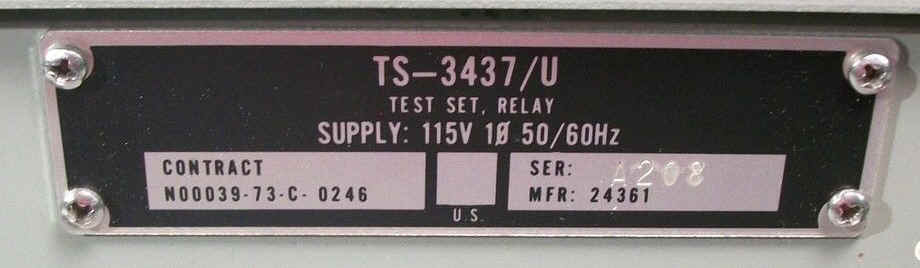 TS-3437/U
TEST SET, RELAY
SUPPLY: 115V 1Ø 50/60Hz
CONTRACT
N00039-73-C-0246
U.S.
SER: A208
MFR: 24361